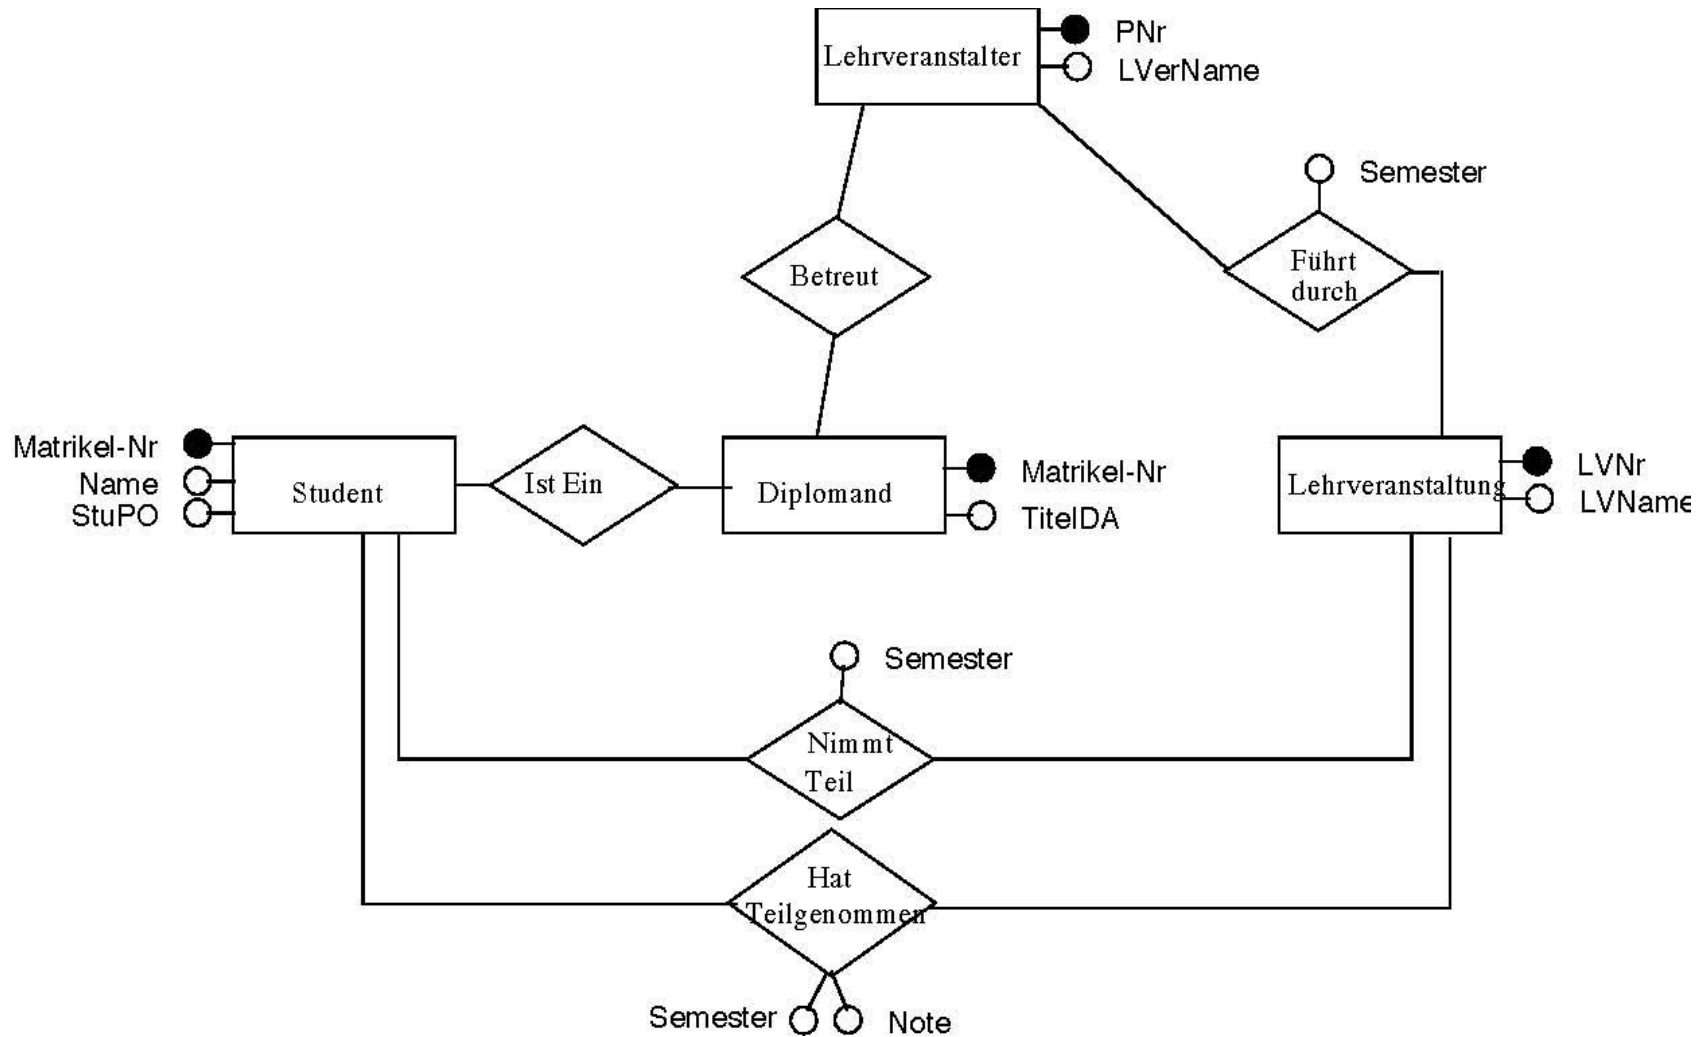 Lehrveranstalter
PNr
LVerName
Semester
Führt
durch
Betreut
Matrikel-Nr
Name
StuPO
Student
Ist Ein
Diplomand
Matrikel-Nr
TitelDA
Lehrveranstaltung
LVNr
LVName
Semester
Nimmt
Teil
Hat
Teilgenommen
Semester
Note